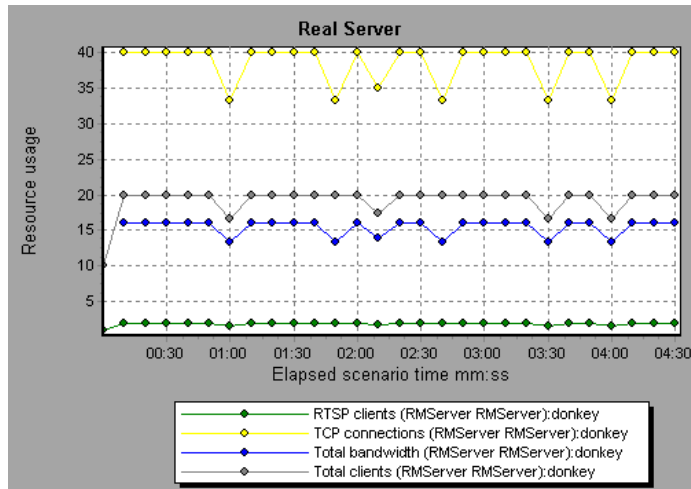 Real Server
Resource usage
40
35
30
25
20
15
10
5
00:30 01:00 01:30 02:00 02:30 03:00 03:30 04:00 04:30
Elapsed scenario time mm:ss
RTSP clients (RMServer RMServer):donkey
TCP connections (RMServer RMServer):donkey
Total bandwidth (RMServer RMServer):donkey
Total clients (RMServer RMServer):donkey